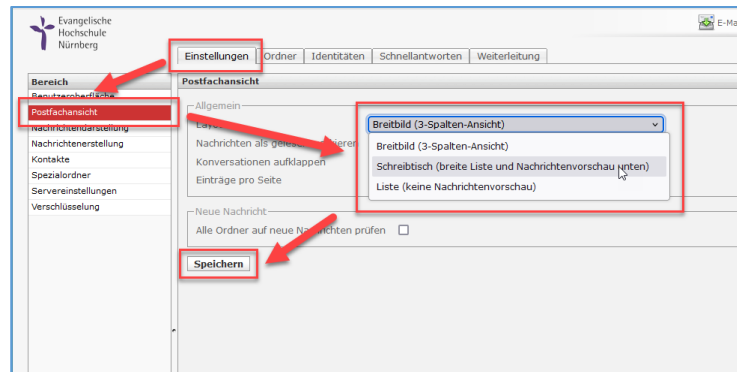 Evangelische
Hochschule
Nürnberg
E-Ma
Einstellungen Ordner Identitäten Schnellantworten Weiterleitung
Bereich
Benutzeroberfläche
Postfachansicht
Nachrichtendarstellung
Nachrichtenerstellung
Kontakte
Spezialordner
Servereinstellungen
Verschlüsselung
Postfachansicht
Allgemein
Breitbild (3-Spalten-Ansicht)
Nachrichten als gelesen
Breitbild (3-Spalten-Ansicht)
Konversationen aufklappen
Schreibtisch (breite Liste und Nachrichtenvorschau unten)
Einträge pro Seite
Liste (keine Nachrichtenvorschau)
Neue Nachricht
Alle Ordner auf neue Nachrichten prüfen
Speichern